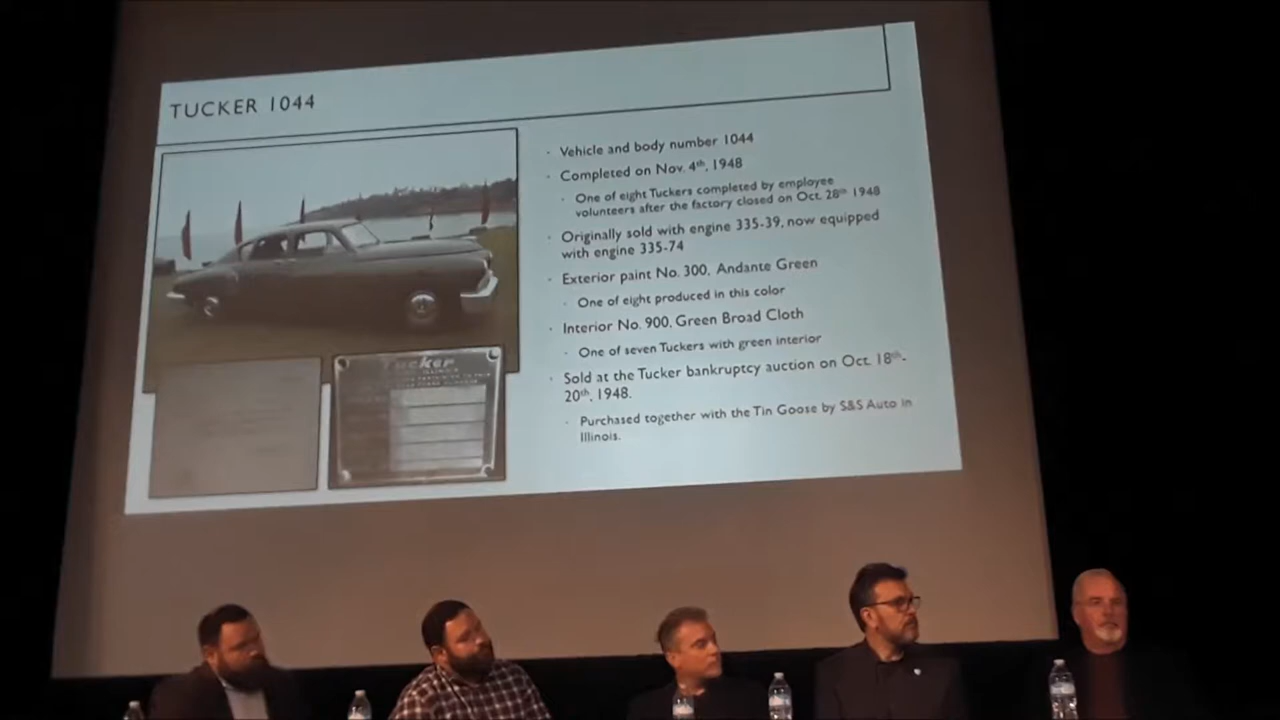 TUCKER 1044
Vehicle and body number 1044
Completed on Nov. 4th, 1948
One of eight Tuckers completed by employee
volunteers after the factory closed on Oct. 28th 1948
Originally sold with engine 335-39, now equipped
with engine 335-74
Exterior paint No. 300, Andante Green
One of eight produced in this color
Interior No. 900, Green Broad Cloth
One of seven Tuckers with green interior
Sold at the Tucker bankruptcy auction on Oct. 18th-
20th, 1948.
Purchased together with the Tin Goose by S&S Auto in
Illinois.
Tucker